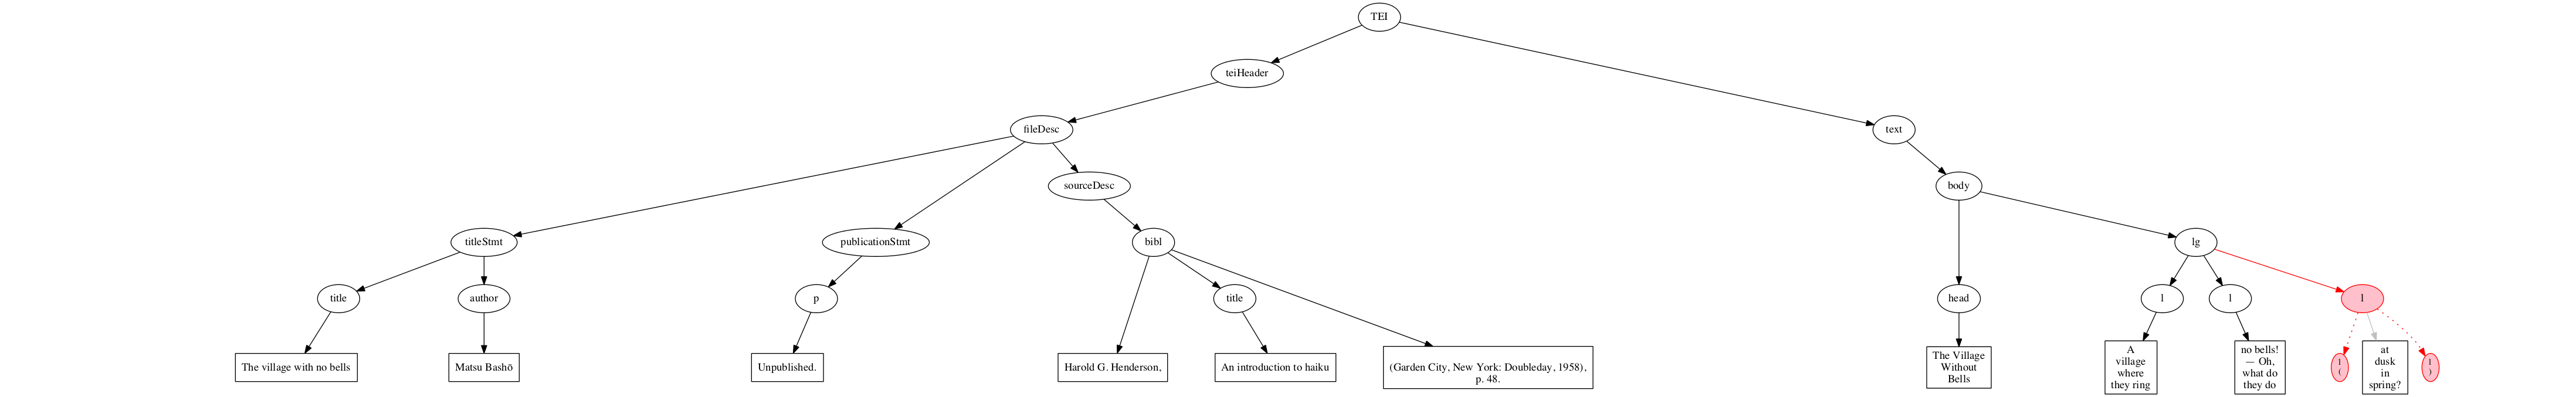 TEI
teiHeader
fileDesc
text
sourceDesc
body
titleStmt
publicationStmt
bibl
lg
title
author
p
title
head
l
l
l
The village with no bells
Matsu Bashō
Unpublished.
Harold G. Henderson,
An introduction to haiku
(Garden City, New York: Doubleday, 1958),
p. 48.
The Village
Without
Bells
A
village
where
they ring
no bells!
— Oh,
what do
they do
l
(
at
dusk
in
spring?
l
)